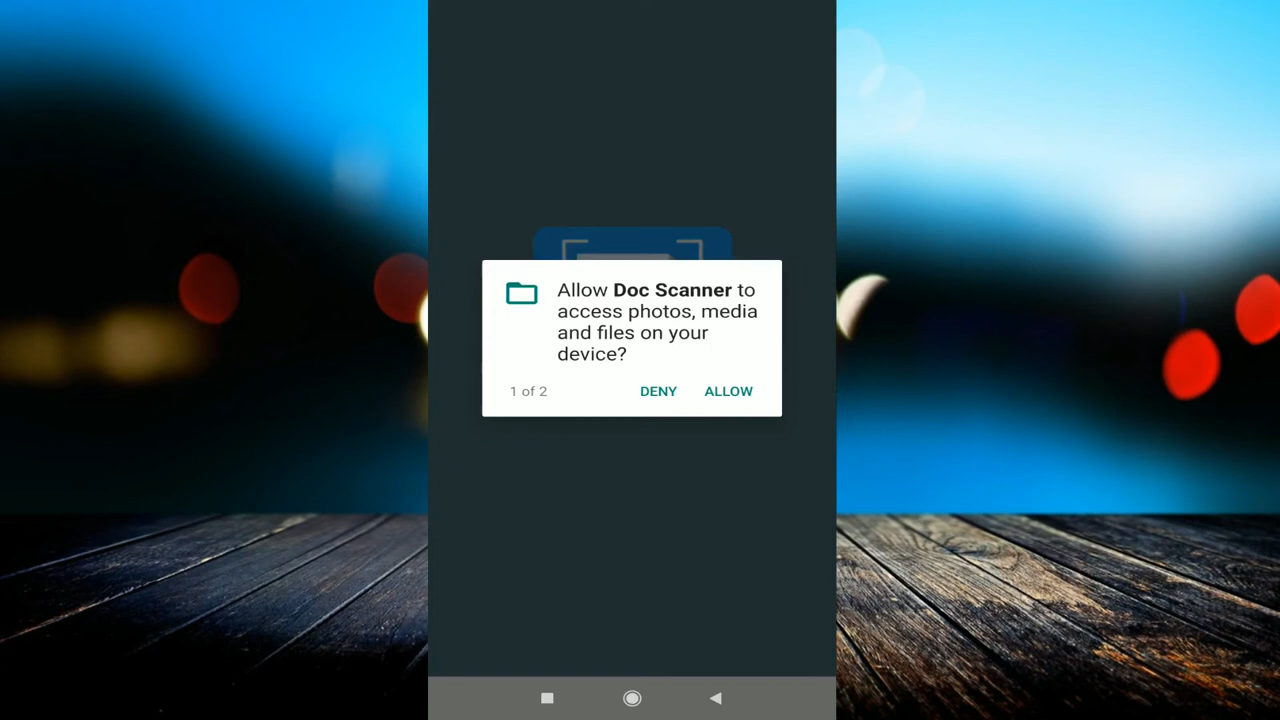 Allow Doc Scanner to
access photos, media
and files on your
device?
1 of 2
DENY
ALLOW